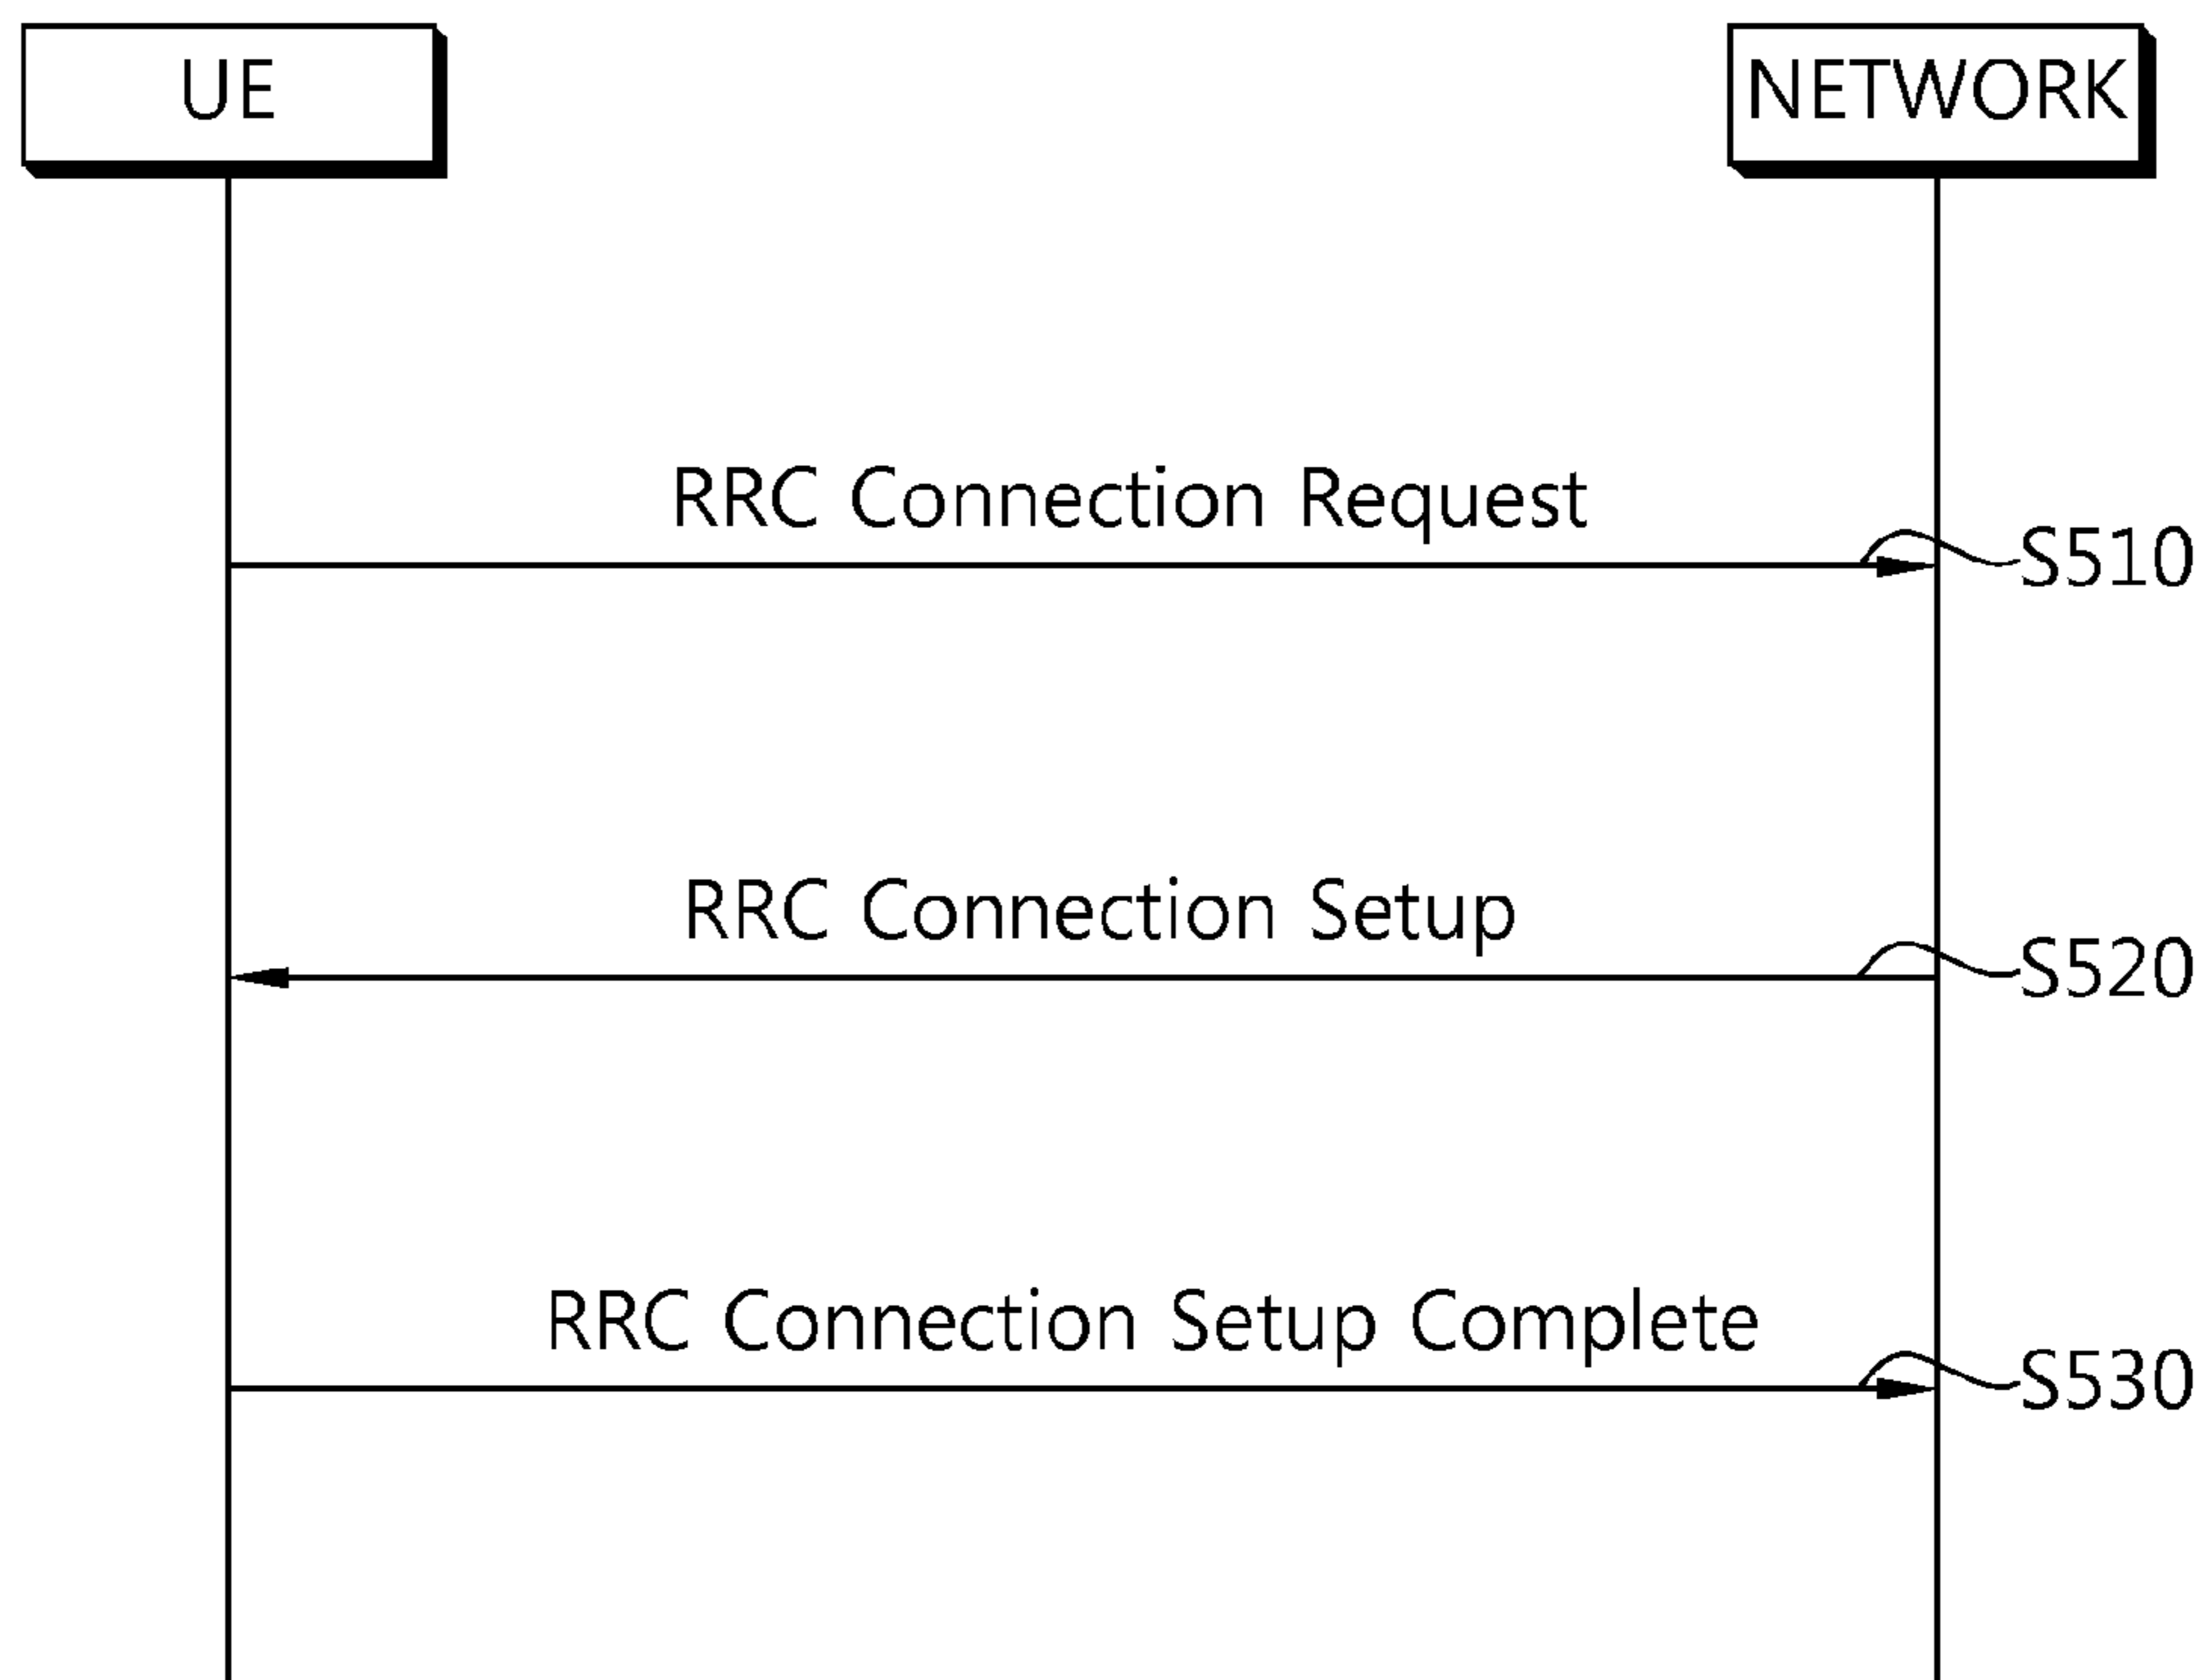 UE
NETWORK
RRC Connection Request
S510
RRC Connection Setup
S520
RRC Connection Setup Complete
S530